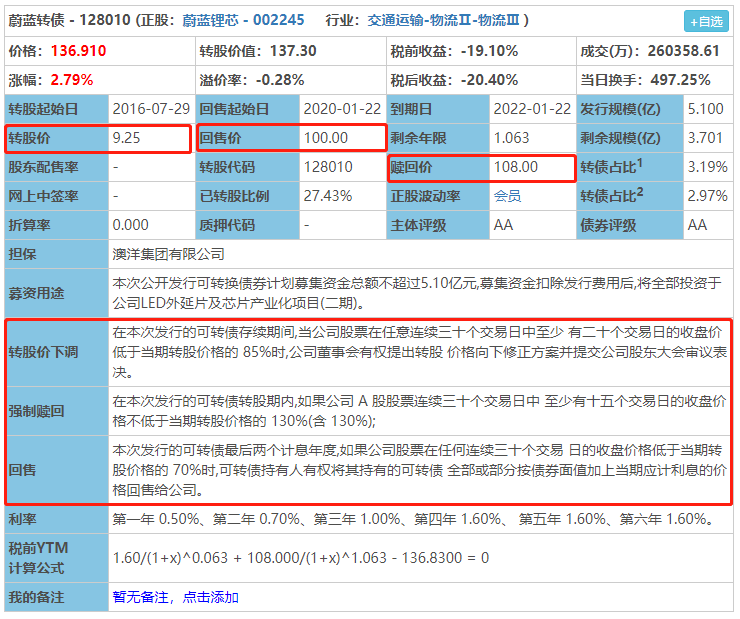 蔚蓝转债 - 128010 (正股：蔚蓝锂芯 - 002245 行业：交通运输-物流Ⅱ-物流Ⅲ ) +自选
价格：136.910 转股价值：137.30 税前收益：-19.10% 成交(万)：260358.61
涨幅：2.79% 溢价率：-0.28% 税后收益：-20.40% 当日换手：497.25%
转股起始日 2016-07-29 回售起始日 2020-01-22 到期日 2022-01-22 发行规模(亿) 5.100
转股价 9.25 回售价 100.00 剩余年限 1.063 剩余规模(亿) 3.701
股东配售率 - 转股代码 128010 赎回价 108.00 转债占比1 3.19%
网上中签率 - 已转股比例 27.43% 正股波动率 会员 转债占比2 2.97%
折算率 0.000 质押代码 - 主体评级 AA 债券评级 AA
担保 澳洋集团有限公司
募资用途 本次公开发行可转换债券计划募集资金总额不超过5.10亿元,募集资金扣除发行费用后,将全部投资于
公司LED外延片及芯片产业化项目(二期)。
转股价下调 在本次发行的可转债存续期间,当公司股票在任意连续三十个交易日中至少 有二十个交易日的收盘价
低于当期转股价格的 85%时,公司董事会有权提出转股 价格向下修正方案并提交公司股东大会审议表
决。
强制赎回 在本次发行的可转债转股期内,如果公司 A 股股票连续三十个交易日中 至少有十五个交易日的收盘价
格不低于当期转股价格的 130%(含 130%);
回售 本次发行的可转债最后两个计息年度,如果公司股票在任何连续三十个交易 日的收盘价格低于当期转
股价格的 70%时,可转债持有人有权将其持有的可转债 全部或部分按债券面值加上当期应计利息的价
格回售给公司。
利率 第一年 0.50%、第二年 0.70%、第三年 1.00%、第四年 1.60%、 第五年 1.60%、第六年 1.60%。
税前YTM
计算公式 1.60/(1+x)^0.063 + 108.000/(1+x)^1.063 - 136.8300 = 0
我的备注 暂无备注，点击添加